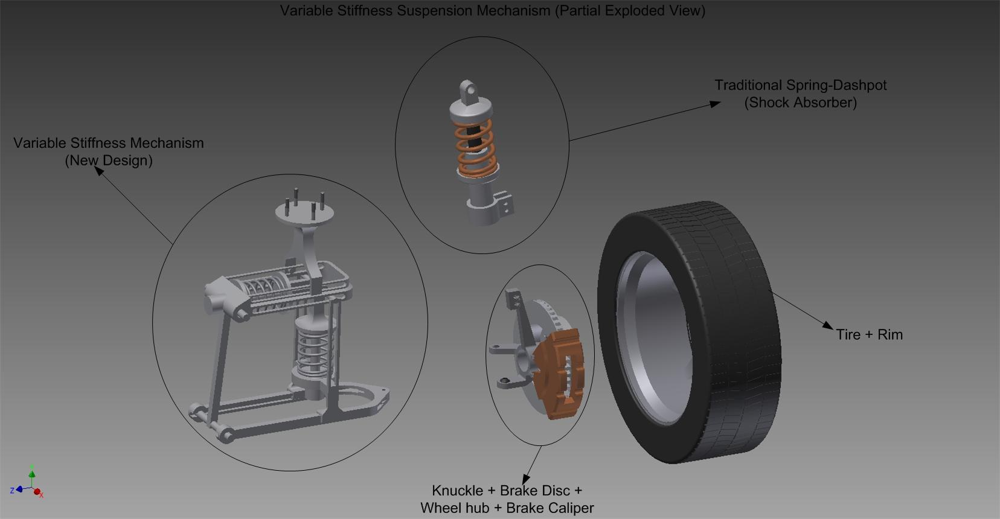 Variable Stiffness Suspension Mechanism (Partial Exploded View)
Traditional Spring-Dashpot
(Shock Absorber)
Variable Stiffness Mechanism
(New Design)
Tire + Rim
Knuckle + Brake Disc +
Wheel hub + Brake Caliper
Z
X